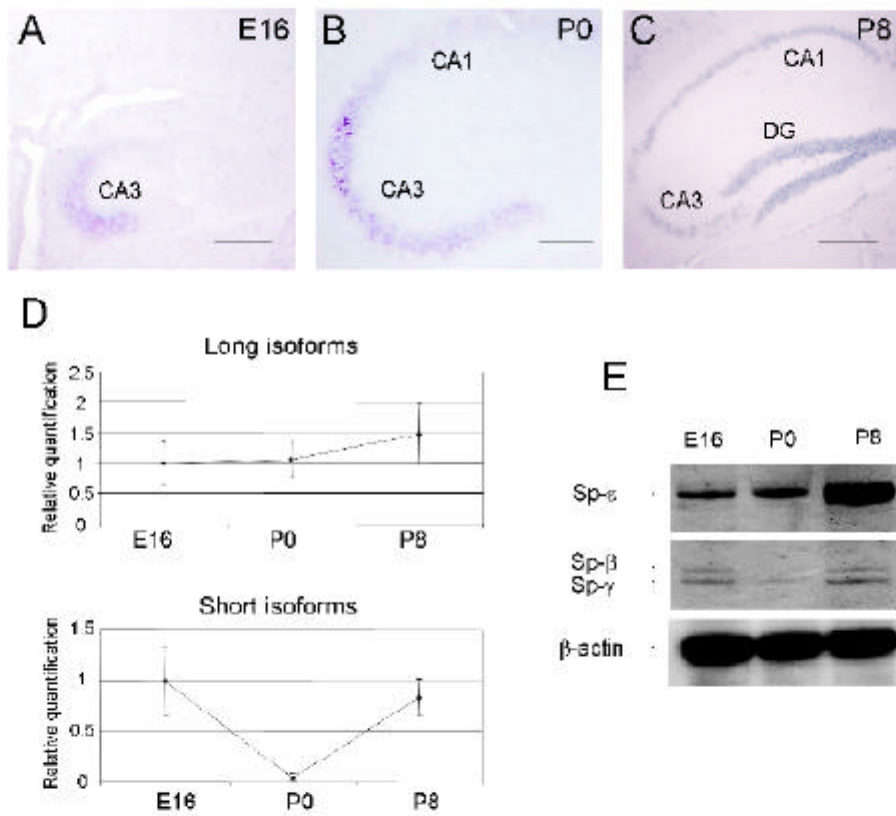 A E16
CA3
B P0
CA1
CA3
C P8
CA1
DG
CA3
D
Long isoforms
Relative quantification
2.5
2
1.5
1
0.5
0
E16 P0 P8
Short isoforms
Relative quantification
1.5
1
0.5
0
E16 P0 P8
E
E16 P0 P8
Sp-ε
Sp-β
Sp-γ
β-actin